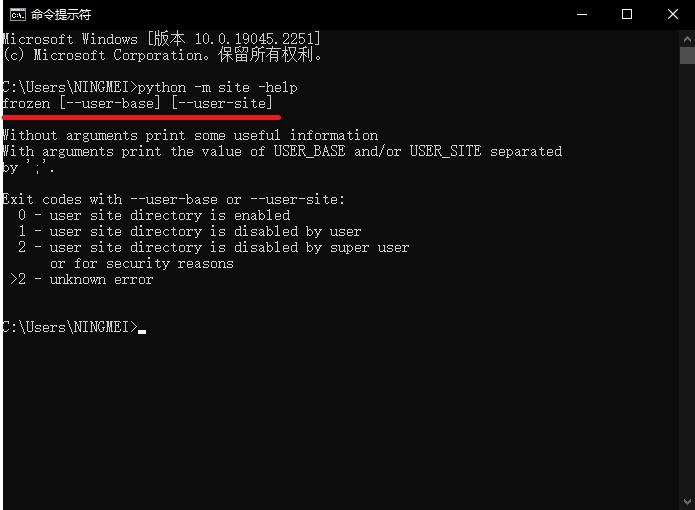 命令提示符
Microsoft Windows [版本 10.0.19045.2251]
(c) Microsoft Corporation。保留所有权利。
C:\Users\NINGMEI>python -m site -help
frozen [--user-base] [--user-site]
Without arguments print some useful information
With arguments print the value of USER_BASE and/or USER_SITE separated
by ';'.
Exit codes with --user-base or --user-site:
0 - user site directory is enabled
1 - user site directory is disabled by user
2 - user site directory is disabled by super user
or for security reasons
>2 - unknown error
C:\Users\NINGMEI>